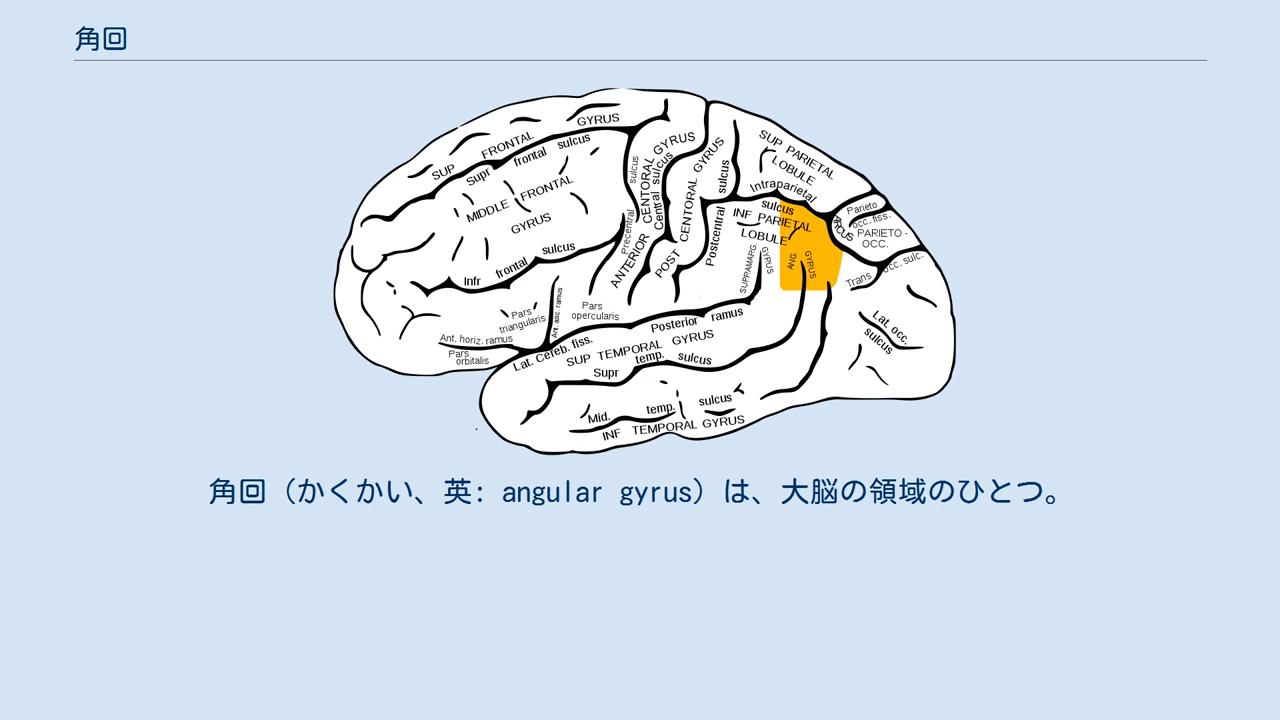 角回
GYRUS
FRONTAL
SUP
Supr frontal sulcus
MIDDLE FRONTAL
GYRUS
Infr frontal sulcus
Precentral sulcus
ANTERIOR CENTORAL GYRUS
Central sulcus
POST CENTORAL GYRUS
Postcentral sulcus
SUP PARIETAL
LOBULE
Intraparietal
sulcus
INF PARIETAL
LOBULE
SUPRAMARG.
GYRUS
ANG.
GYRUS
ARCUS
Parieto
occ. fiss.
PARIETO -
OCC.
Trans occ. sulc.
Lat. occ.
sulcus
Pars
triangularis
Ant. asc. ramus
Pars
opercularis
Ant. horiz. ramus
Pars
orbitalis
Lat. Cereb. fiss.
Posterior ramus
SUP TEMPORAL GYRUS
Supr temp. sulcus
Mid. temp. sulcus
INF TEMPORAL GYRUS
角回（かくかい、英: angular gyrus）は、大脳の領域のひとつ。